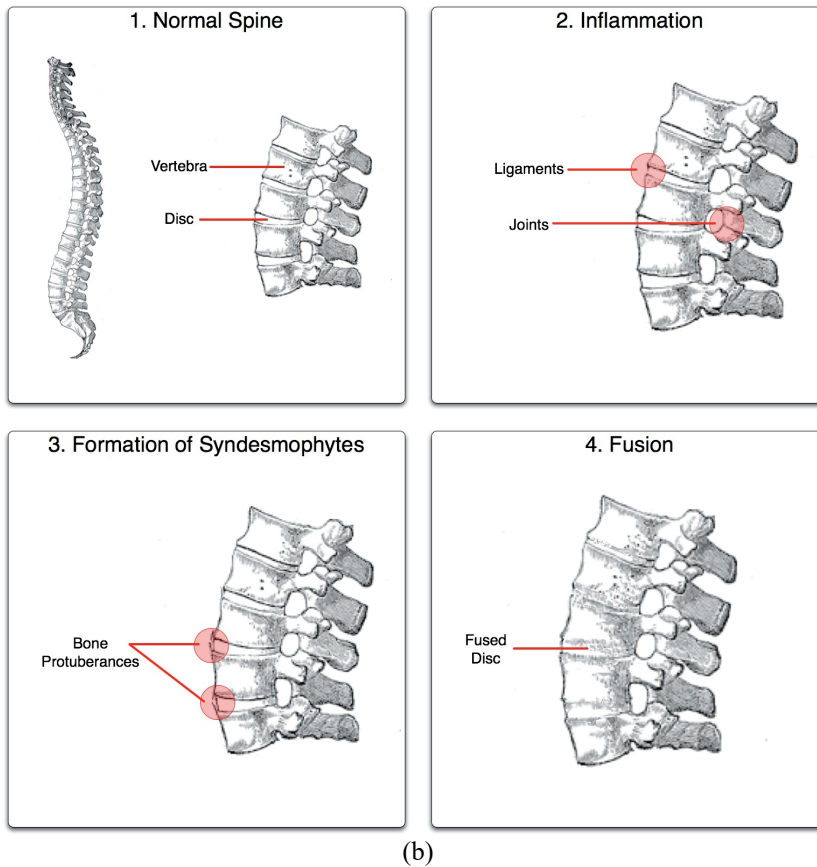 1. Normal Spine
Vertebra
Disc
2. Inflammation
Ligaments
Joints
3. Formation of Syndesmophytes
Bone
Protuberances
4. Fusion
Fused
Disc
(b)